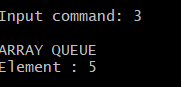 Input command: 3
ARRAY QUEUE
Element : 5